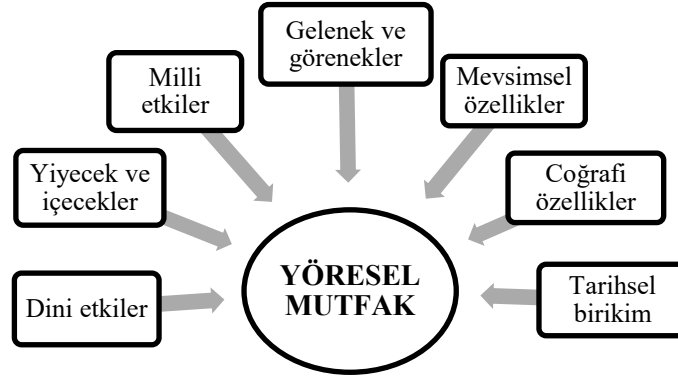 Gelenek ve
görenekler
Milli
etkiler
Mevsimsel
özellikler
Yiyecek ve
içecekler
Coğrafi
özellikler
Dini etkiler
YÖRESEL
MUTFAK
Tarihsel
birikim